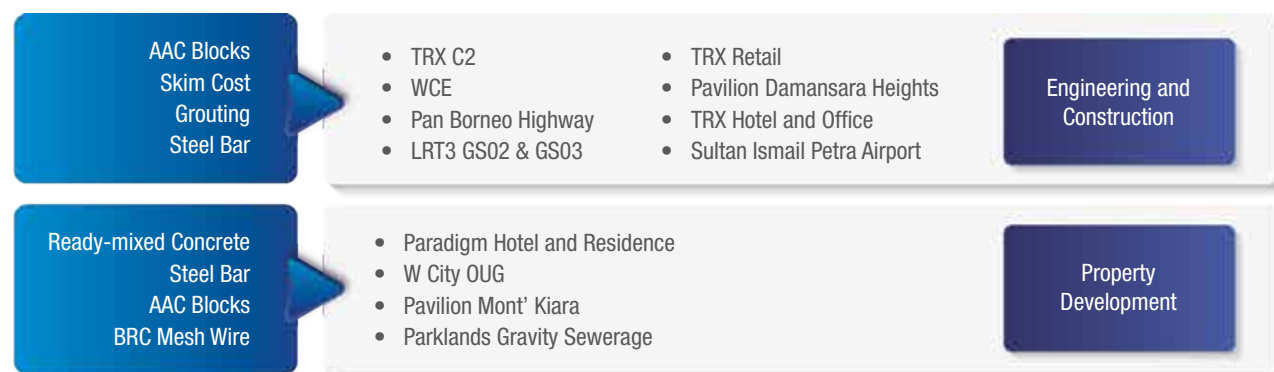 AAC Blocks
Skim Cost
Grouting
Steel Bar
• TRX C2
• WCE
• Pan Borneo Highway
• LRT3 GS02 & GS03
• TRX Retail
• Pavilion Damansara Heights
• TRX Hotel and Office
• Sultan Ismail Petra Airport
Engineering and
Construction
Ready-mixed Concrete
Steel Bar
AAC Blocks
BRC Mesh Wire
• Paradigm Hotel and Residence
• W City OUG
• Pavilion Mont' Kiara
• Parklands Gravity Sewerage
Property
Development